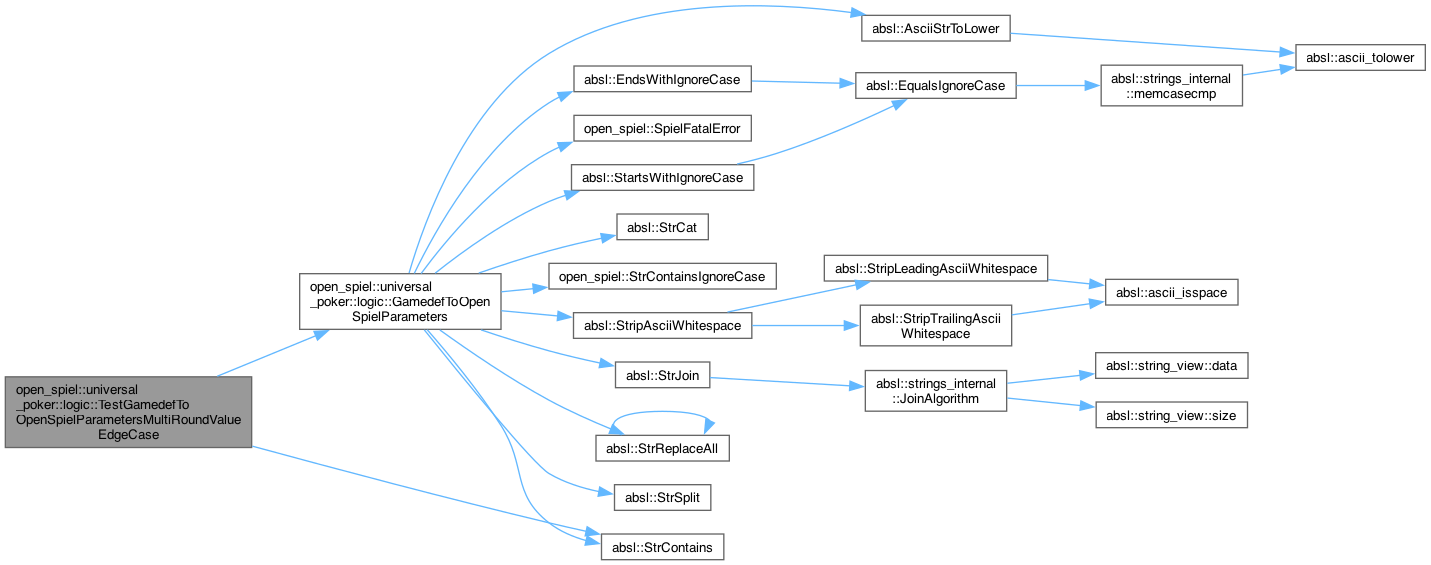 open_spiel::universal
_poker::logic::TestGamedefTo
OpenSpielParametersMultiRoundValue
EdgeCase
open_spiel::universal
_poker::logic::GamedefToOpen
SpielParameters
absl::AsciiStrToLower
absl::ascii_tolower
absl::EndsWithIgnoreCase
absl::EqualsIgnoreCase
absl::strings_internal
::memcasecmp
open_spiel::SpielFatalError
absl::StartsWithIgnoreCase
absl::StrCat
open_spiel::StrContainsIgnoreCase
absl::StripAsciiWhitespace
absl::StripLeadingAsciiWhitespace
absl::ascii_isspace
absl::StripTrailingAscii
Whitespace
absl::StrJoin
absl::strings_internal
::JoinAlgorithm
absl::string_view::data
absl::string_view::size
absl::StrReplaceAll
absl::StrSplit
absl::StrContains